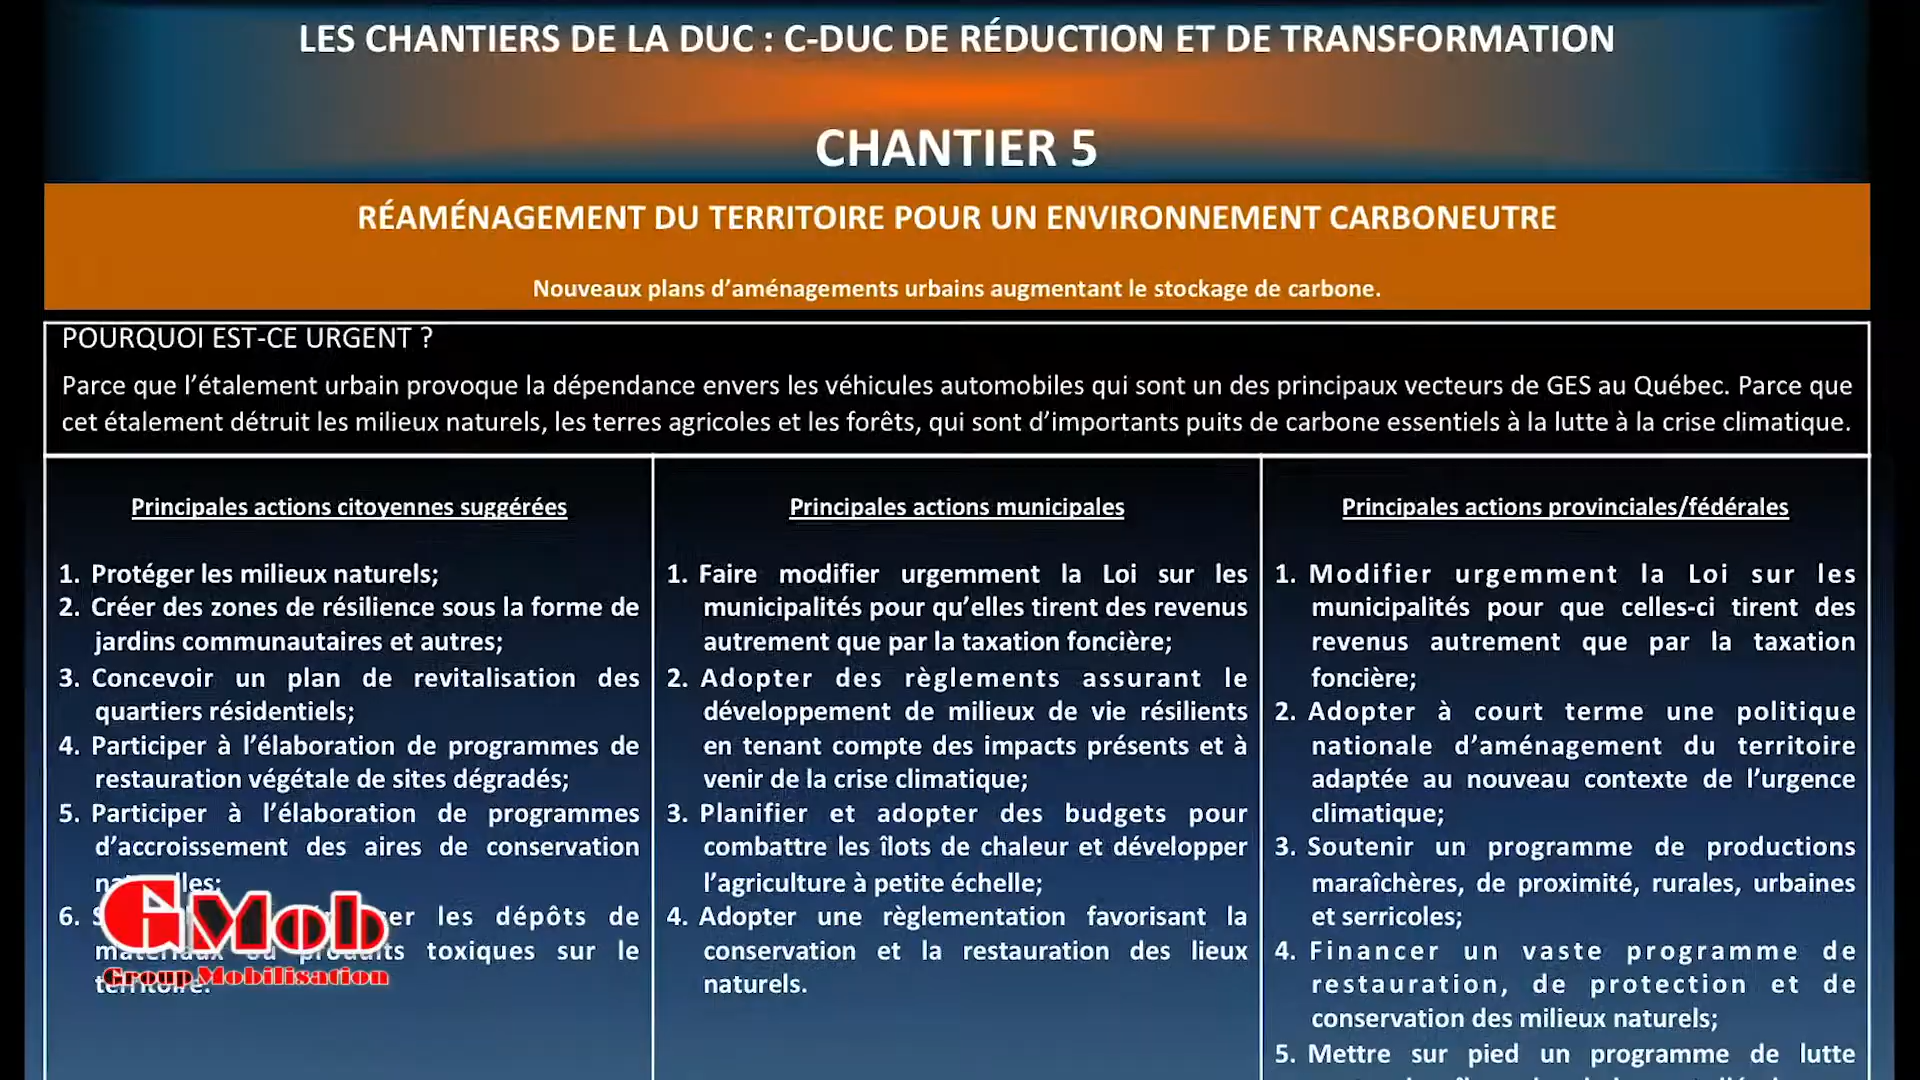 LES CHANTIERS DE LA DUC : C-DUC DE RÉDUCTION ET DE TRANSFORMATION
CHANTIER 5
RÉAMÉNAGEMENT DU TERRITOIRE POUR UN ENVIRONNEMENT CARBONEUTRE
Nouveaux plans d’aménagements urbains augmentant le stockage de carbone.
POURQUOI EST-CE URGENT ?
Parce que l’étalement urbain provoque la dépendance envers les véhicules automobiles qui sont un des principaux vecteurs de GES au Québec. Parce que
cet étalement détruit les milieux naturels, les terres agricoles et les forêts, qui sont d’importants puits de carbone essentiels à la lutte à la crise climatique.
Principales actions citoyennes suggérées
1. Protéger les milieux naturels;
2. Créer des zones de résilience sous la forme de
jardins communautaires et autres;
3. Concevoir un plan de revitalisation des
quartiers résidentiels;
4. Participer à l’élaboration de programmes de
restauration végétale de sites dégradés;
5. Participer à l’élaboration de programmes
d’accroissement des aires de conservation
6. les dépôts de
toxiques sur le
territoire.
GMob
Group Mobilisation
Principales actions municipales
1. Faire modifier urgemment la Loi sur les
municipalités pour qu’elles tirent des revenus
autrement que par la taxation foncière;
2. Adopter des règlements assurant le
développement de milieux de vie résilients
en tenant compte des impacts présents et à
venir de la crise climatique;
3. Planifier et adopter des budgets pour
combattre les îlots de chaleur et développer
l’agriculture à petite échelle;
4. Adopter une règlementation favorisant la
conservation et la restauration des lieux
naturels.
Principales actions provinciales/fédérales
1. Modifier urgemment la Loi sur les
municipalités pour que celles-ci tirent des
revenus autrement que par la taxation
foncière;
2. Adopter à court terme une politique
nationale d’aménagement du territoire
adaptée au nouveau contexte de l’urgence
climatique;
3. Soutenir un programme de productions
maraîchères, de proximité, rurales, urbaines
et serricoles;
4. Financer un vaste programme de
restauration, de protection et de
conservation des milieux naturels;
5. Mettre sur pied un programme de lutte